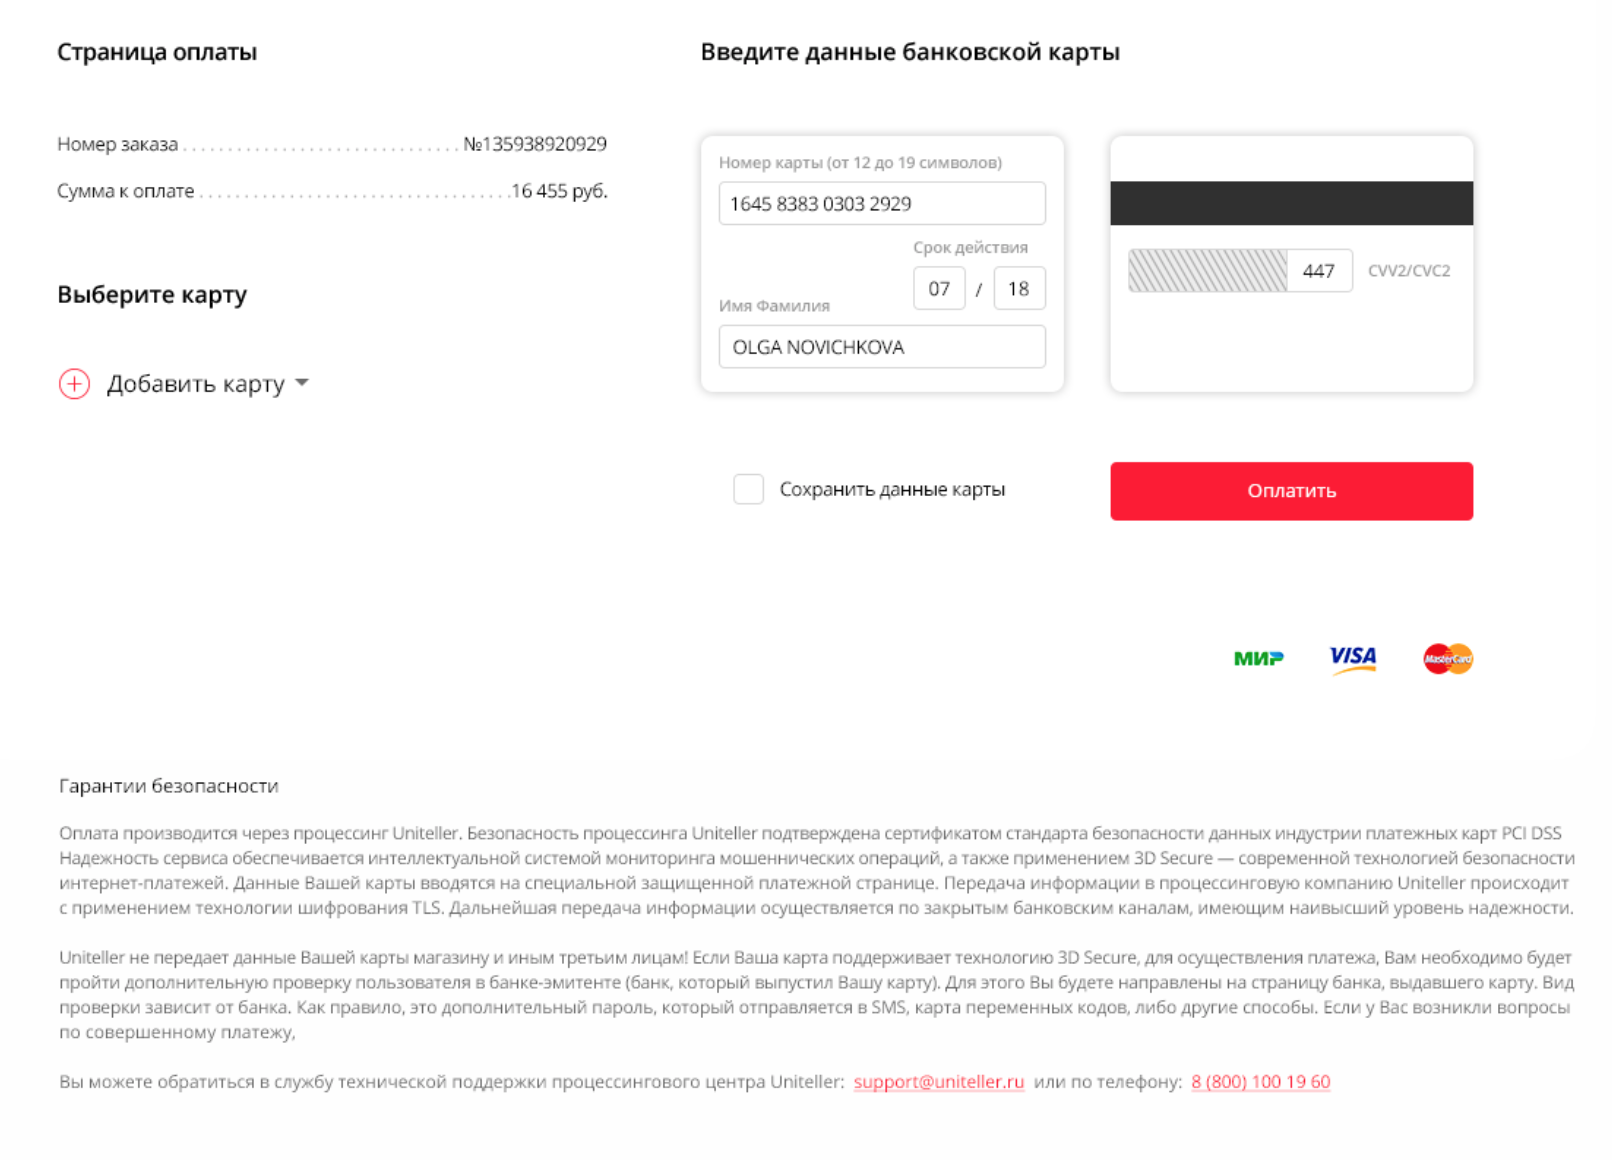 Страница оплаты
Номер заказа №135938920929
Сумма к оплате 16 455 руб.
Выберите карту
Добавить карту
Введите данные банковской карты
Номер карты (от 12 до 19 символов)
1645 8383 0303 2929
Срок действия
07 / 18
Имя Фамилия
OLGA NOVICHKOVA
447 CVV2/CVC2
Сохранить данные карты
Оплатить
МИР VISA MasterCard
Гарантии безопасности
Оплата производится через процессинг Uniteller. Безопасность процессинга Uniteller подтверждена сертификатом стандарта безопасности данных индустрии платежных карт PCI DSS
Надежность сервиса обеспечивается интеллектуальной системой мониторинга мошеннических операций, а также применением 3D Secure — современной технологией безопасности
интернет-платежей. Данные Вашей карты вводятся на специальной защищенной платежной странице. Передача информации в процессинговую компанию Uniteller происходит
с применением технологии шифрования TLS. Дальнейшая передача информации осуществляется по закрытым банковским каналам, имеющим наивысший уровень надежности.
Uniteller не передает данные Вашей карты магазину и иным третьим лицам! Если Ваша карта поддерживает технологию 3D Secure, для осуществления платежа, Вам необходимо будет
пройти дополнительную проверку пользователя в банке-эмитенте (банк, который выпустил Вашу карту). Для этого Вы будете направлены на страницу банка, выдавшего карту. Вид
проверки зависит от банка. Как правило, это дополнительный пароль, который отправляется в SMS, карта переменных кодов, либо другие способы. Если у Вас возникли вопросы
по совершенному платежу,
Вы можете обратиться в службу технической поддержки процессингового центра Uniteller: support@uniteller.ru или по телефону: 8 (800) 100 19 60